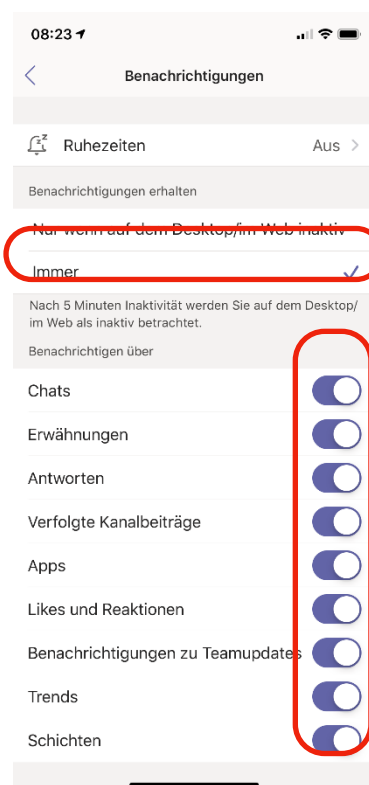 08:23
Benachrichtigungen
Ruhezeiten Aus
Benachrichtigungen erhalten
Nur wenn auf dem Desktop/im Web inaktiv
Immer
Nach 5 Minuten Inaktivität werden Sie auf dem Desktop/
im Web als inaktiv betrachtet.
Benachrichtigen über
Chats
Erwähnungen
Antworten
Verfolgte Kanalbeiträge
Apps
Likes und Reaktionen
Benachrichtigungen zu Teamupdates
Trends
Schichten